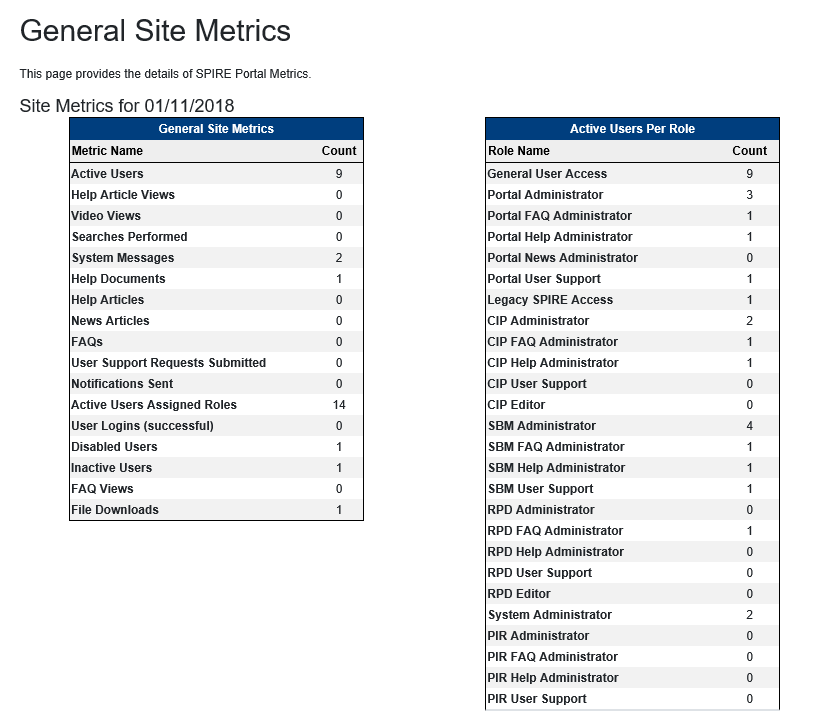 General Site Metrics
This page provides the details of SPIRE Portal Metrics.
Site Metrics for 01/11/2018
General Site Metrics
Metric Name Count
Active Users 9
Help Article Views 0
Video Views 0
Searches Performed 0
System Messages 2
Help Documents 1
Help Articles 0
News Articles 0
FAQs 0
User Support Requests Submitted 0
Notifications Sent 0
Active Users Assigned Roles 14
User Logins (successful) 0
Disabled Users 1
Inactive Users 1
FAQ Views 0
File Downloads 1
Active Users Per Role
Role Name Count
General User Access 9
Portal Administrator 3
Portal FAQ Administrator 1
Portal Help Administrator 1
Portal News Administrator 0
Portal User Support 1
Legacy SPIRE Access 1
CIP Administrator 2
CIP FAQ Administrator 1
CIP Help Administrator 1
CIP User Support 0
CIP Editor 0
SBM Administrator 4
SBM FAQ Administrator 1
SBM Help Administrator 1
SBM User Support 1
RPD Administrator 0
RPD FAQ Administrator 1
RPD Help Administrator 0
RPD User Support 0
RPD Editor 0
System Administrator 2
PIR Administrator 0
PIR FAQ Administrator 0
PIR Help Administrator 0
PIR User Support 0